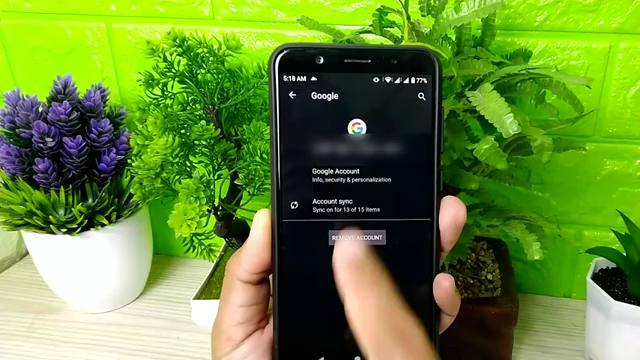 5:18 AM
77%
Google
G
Google Account
Info, security & personalization
Account sync
Sync on for 13 of 15 items
REMOVE ACCOUNT